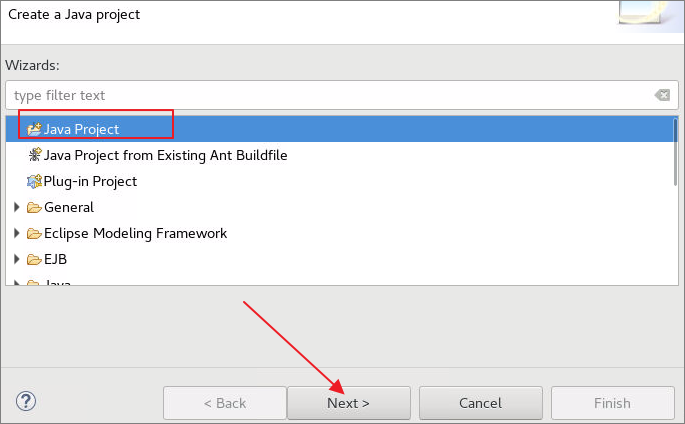 Create a Java project
Wizards:
type filter text
Java Project
Java Project from Existing Ant Buildfile
Plug-in Project
General
Eclipse Modeling Framework
EJB
Java
< Back
Next >
Cancel
Finish